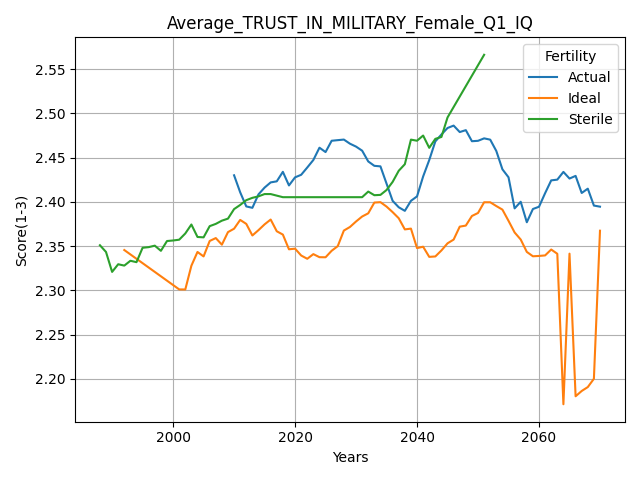 Average_TRUST_IN_MILITARY_Female_Q1_IQ
Fertility
Actual
Ideal
Sterile
Score(1-3)
2.55
2.50
2.45
2.40
2.35
2.30
2.25
2.20
2000
2020
2040
2060
Years